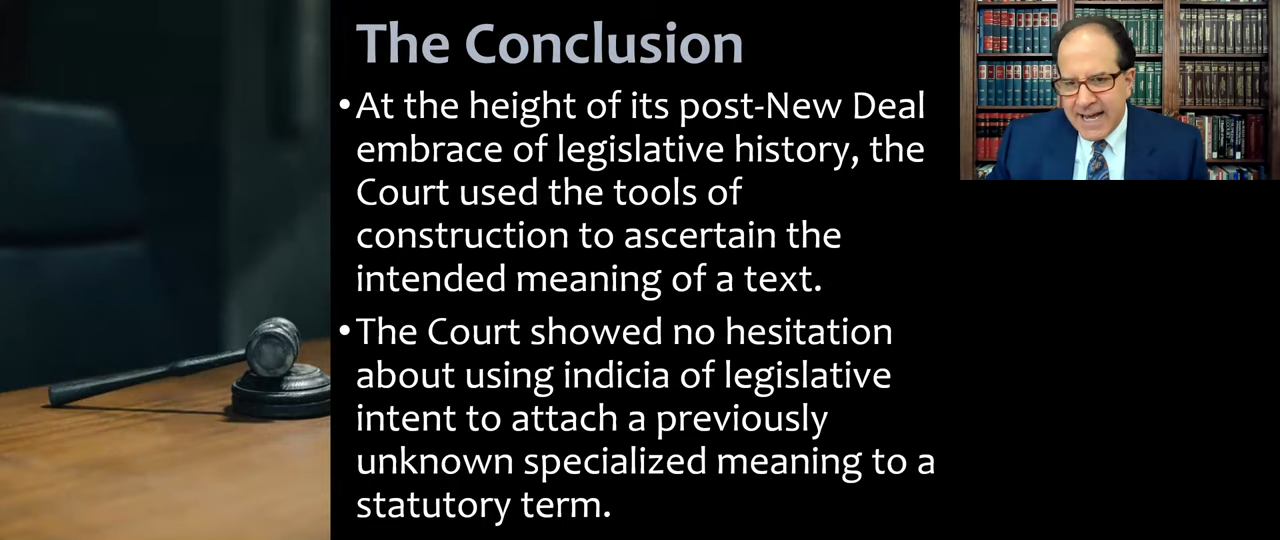 The Conclusion
•At the height of its post-New Deal
embrace of legislative history, the
Court used the tools of
construction to ascertain the
intended meaning of a text.
•The Court showed no hesitation
about using indicia of legislative
intent to attach a previously
unknown specialized meaning to a
statutory term.